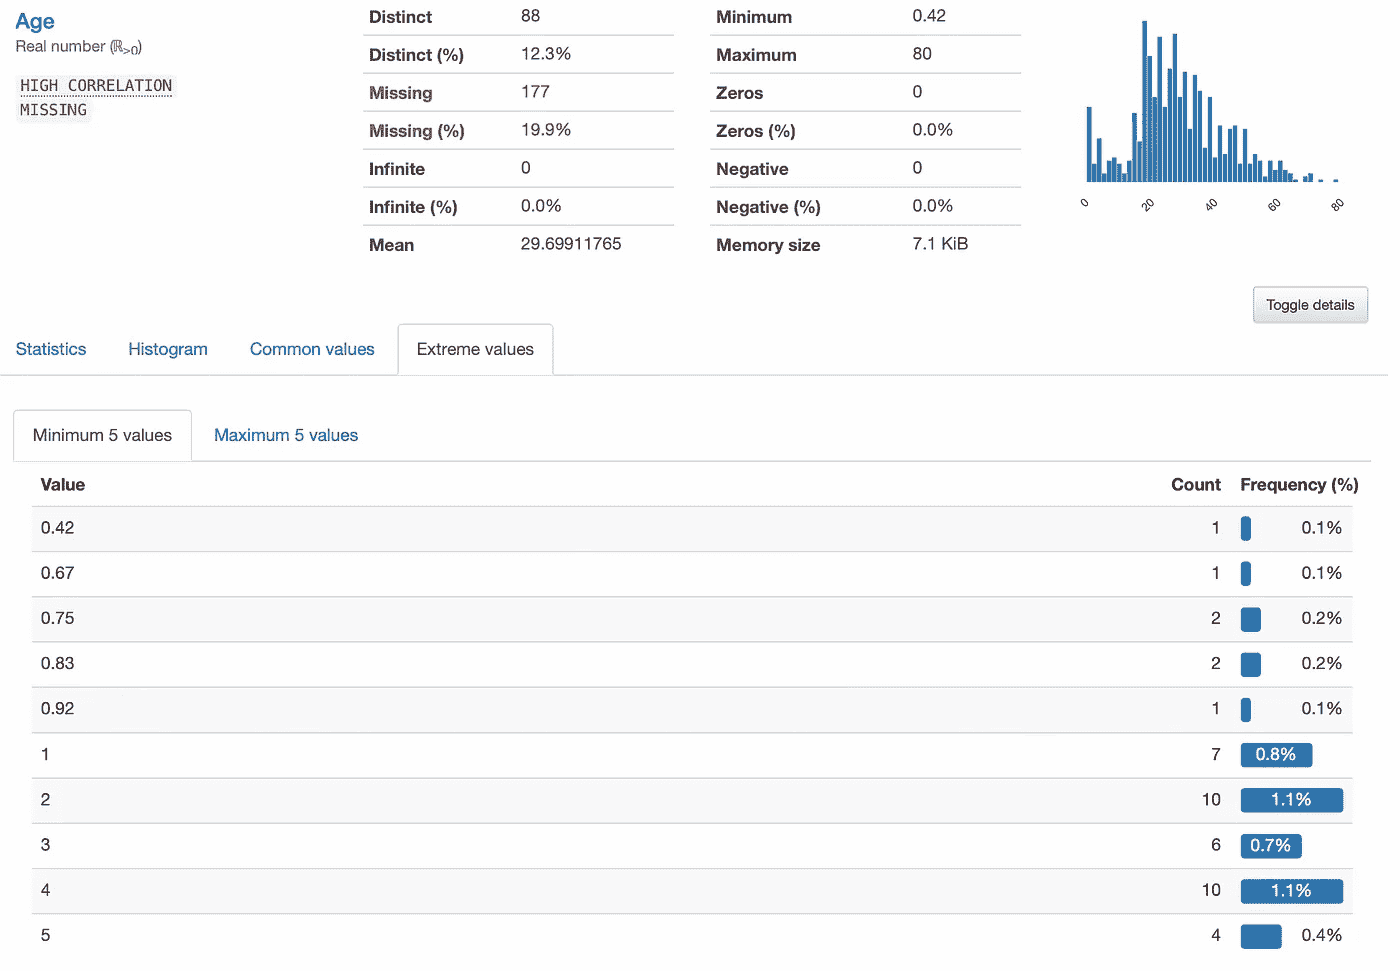 Age
Real number (ℝ>0)
HIGH CORRELATION
MISSING
Distinct 88
Distinct (%) 12.3%
Missing 177
Missing (%) 19.9%
Infinite 0
Infinite (%) 0.0%
Mean 29.69911765
Minimum 0.42
Maximum 80
Zeros 0
Zeros (%) 0.0%
Negative 0
Negative (%) 0.0%
Memory size 7.1 KiB
0 20 40 60 80
Toggle details
Statistics Histogram Common values Extreme values
Minimum 5 values Maximum 5 values
Value Count Frequency (%)
0.42 1 0.1%
0.67 1 0.1%
0.75 2 0.2%
0.83 2 0.2%
0.92 1 0.1%
1 7 0.8%
2 10 1.1%
3 6 0.7%
4 10 1.1%
5 4 0.4%